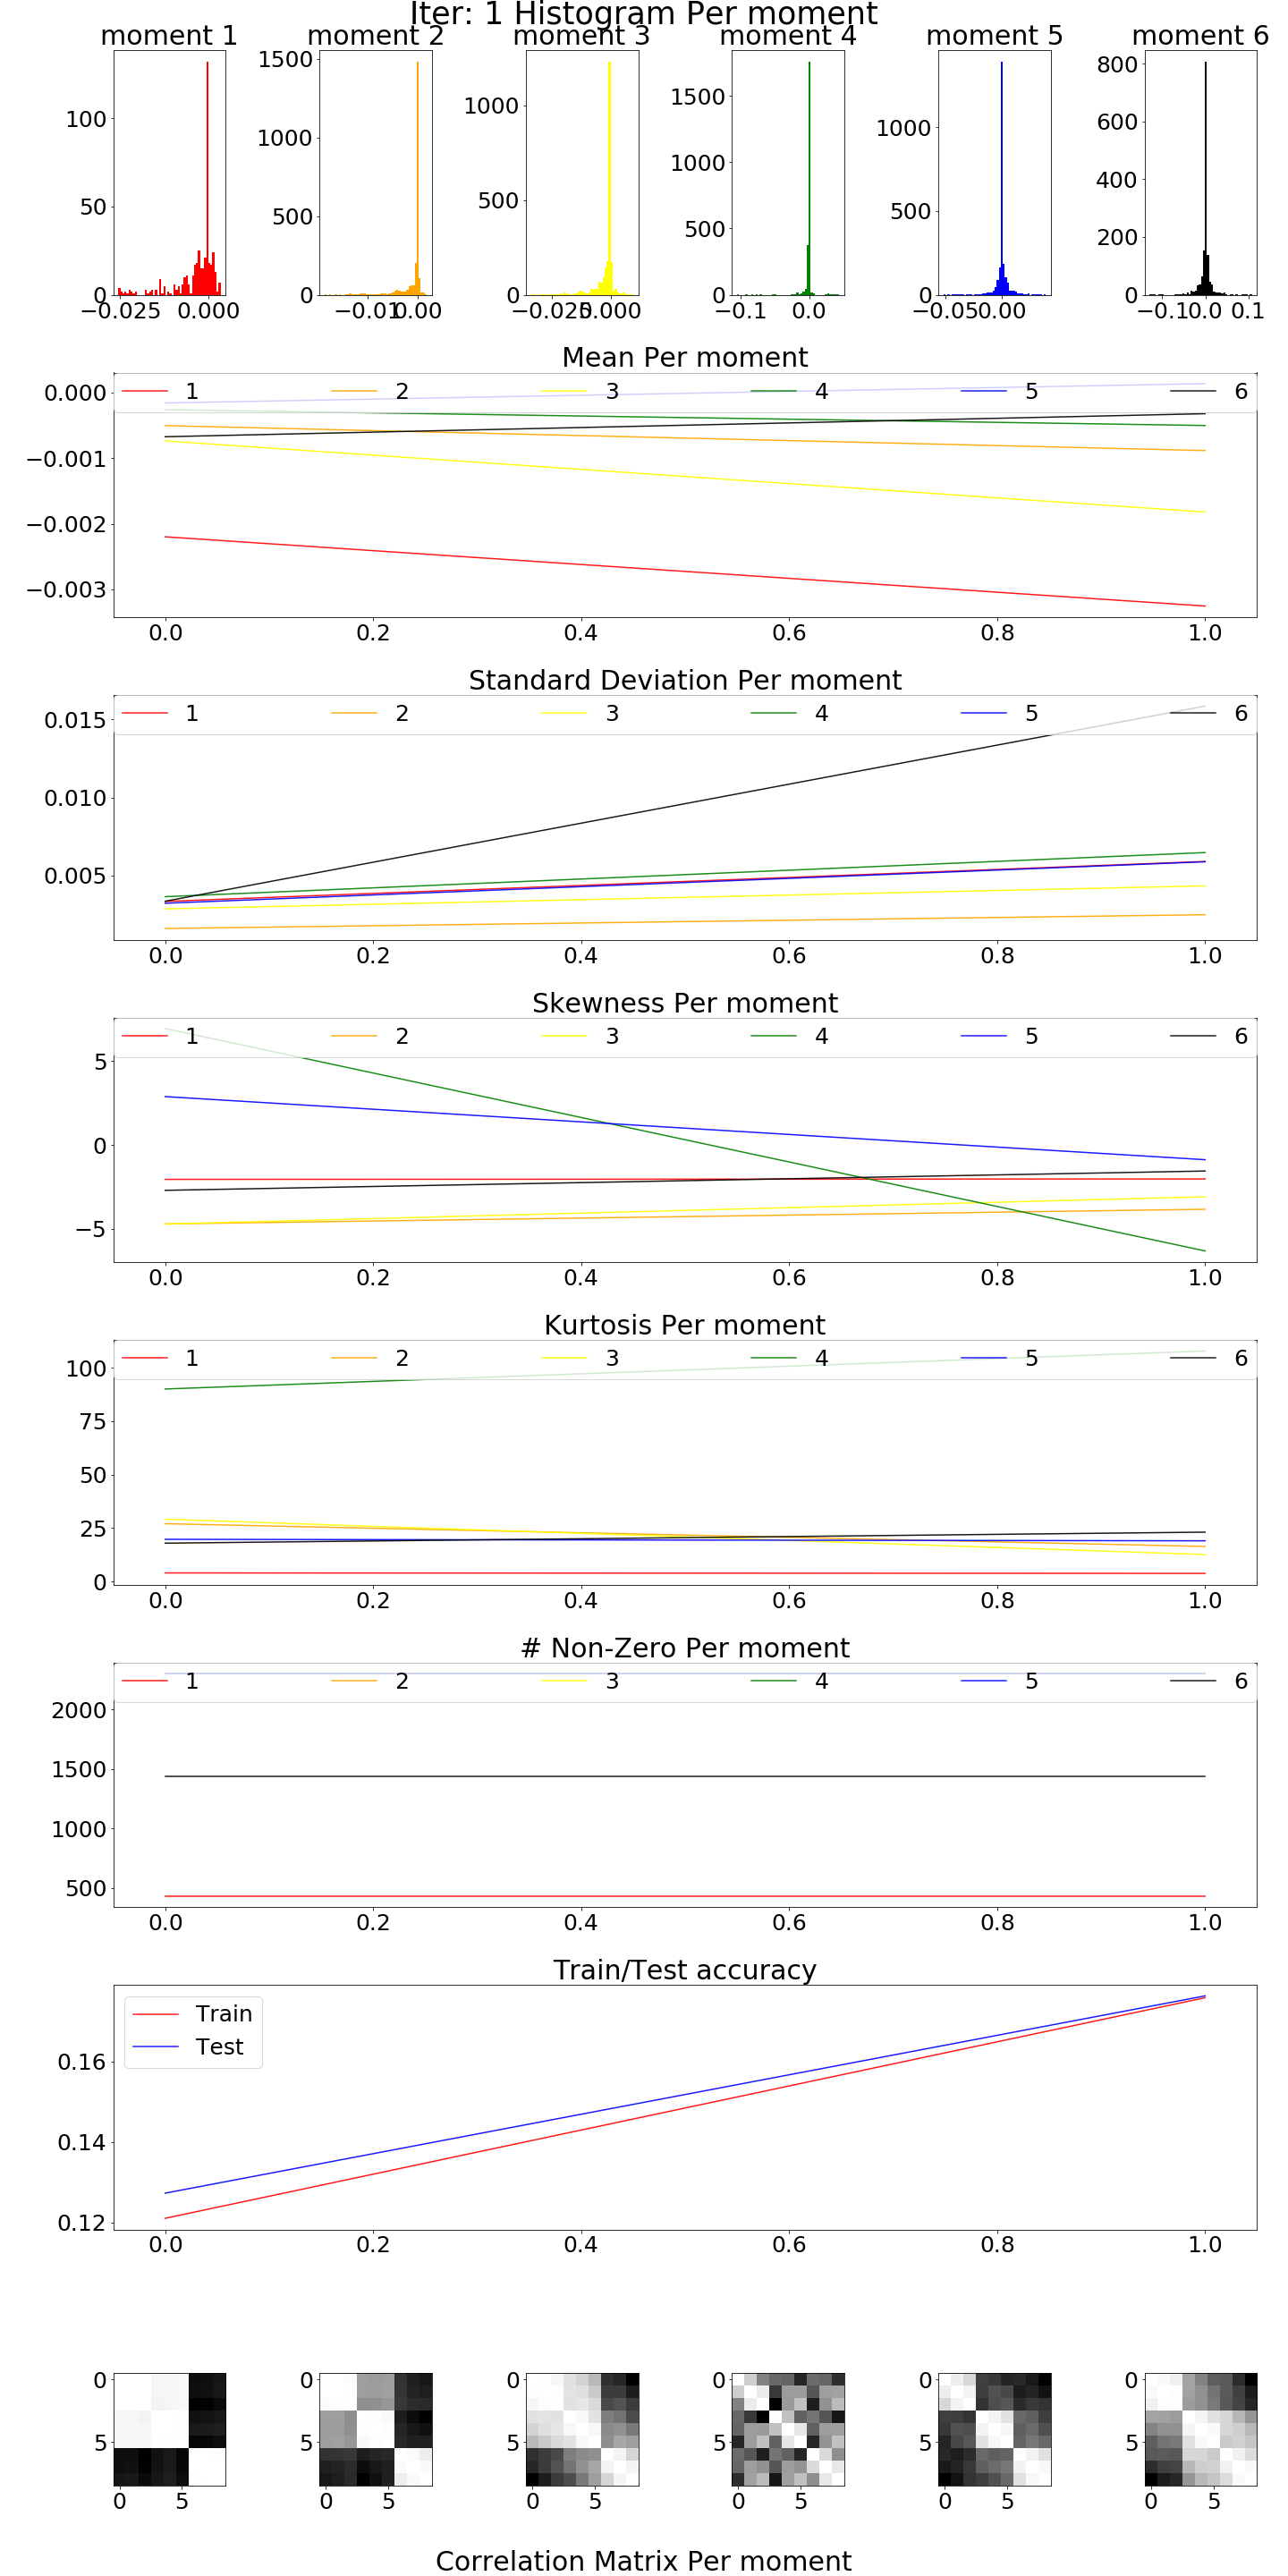 Iter: 1 Histogram Per moment
moment 1 moment 2 moment 3 moment 4 moment 5 moment 6
100
50
0
−0.025 0.000
1500
1000
500
0
−0.01 0.00
1000
500
0
−0.025 0.000
1500
1000
500
0
−0.1 0.0
1000
500
0
−0.05 0.00
800
600
400
200
0
−0.1 0.0 0.1
Mean Per moment
1 2 3 4 5 6
0.000
−0.001
−0.002
−0.003
0.0 0.2 0.4 0.6 0.8 1.0
Standard Deviation Per moment
1 2 3 4 5 6
0.015
0.010
0.005
0.0 0.2 0.4 0.6 0.8 1.0
Skewness Per moment
1 2 3 4 5 6
5
0
−5
0.0 0.2 0.4 0.6 0.8 1.0
Kurtosis Per moment
1 2 3 4 5 6
100
75
50
25
0
0.0 0.2 0.4 0.6 0.8 1.0
# Non-Zero Per moment
1 2 3 4 5 6
2000
1500
1000
500
0.0 0.2 0.4 0.6 0.8 1.0
Train/Test accuracy
Train
Test
0.16
0.14
0.12
0.0 0.2 0.4 0.6 0.8 1.0
0 0 0 0 0 0
5 5 5 5 5 5
0 5 0 5 0 5 0 5 0 5 0 5
Correlation Matrix Per moment